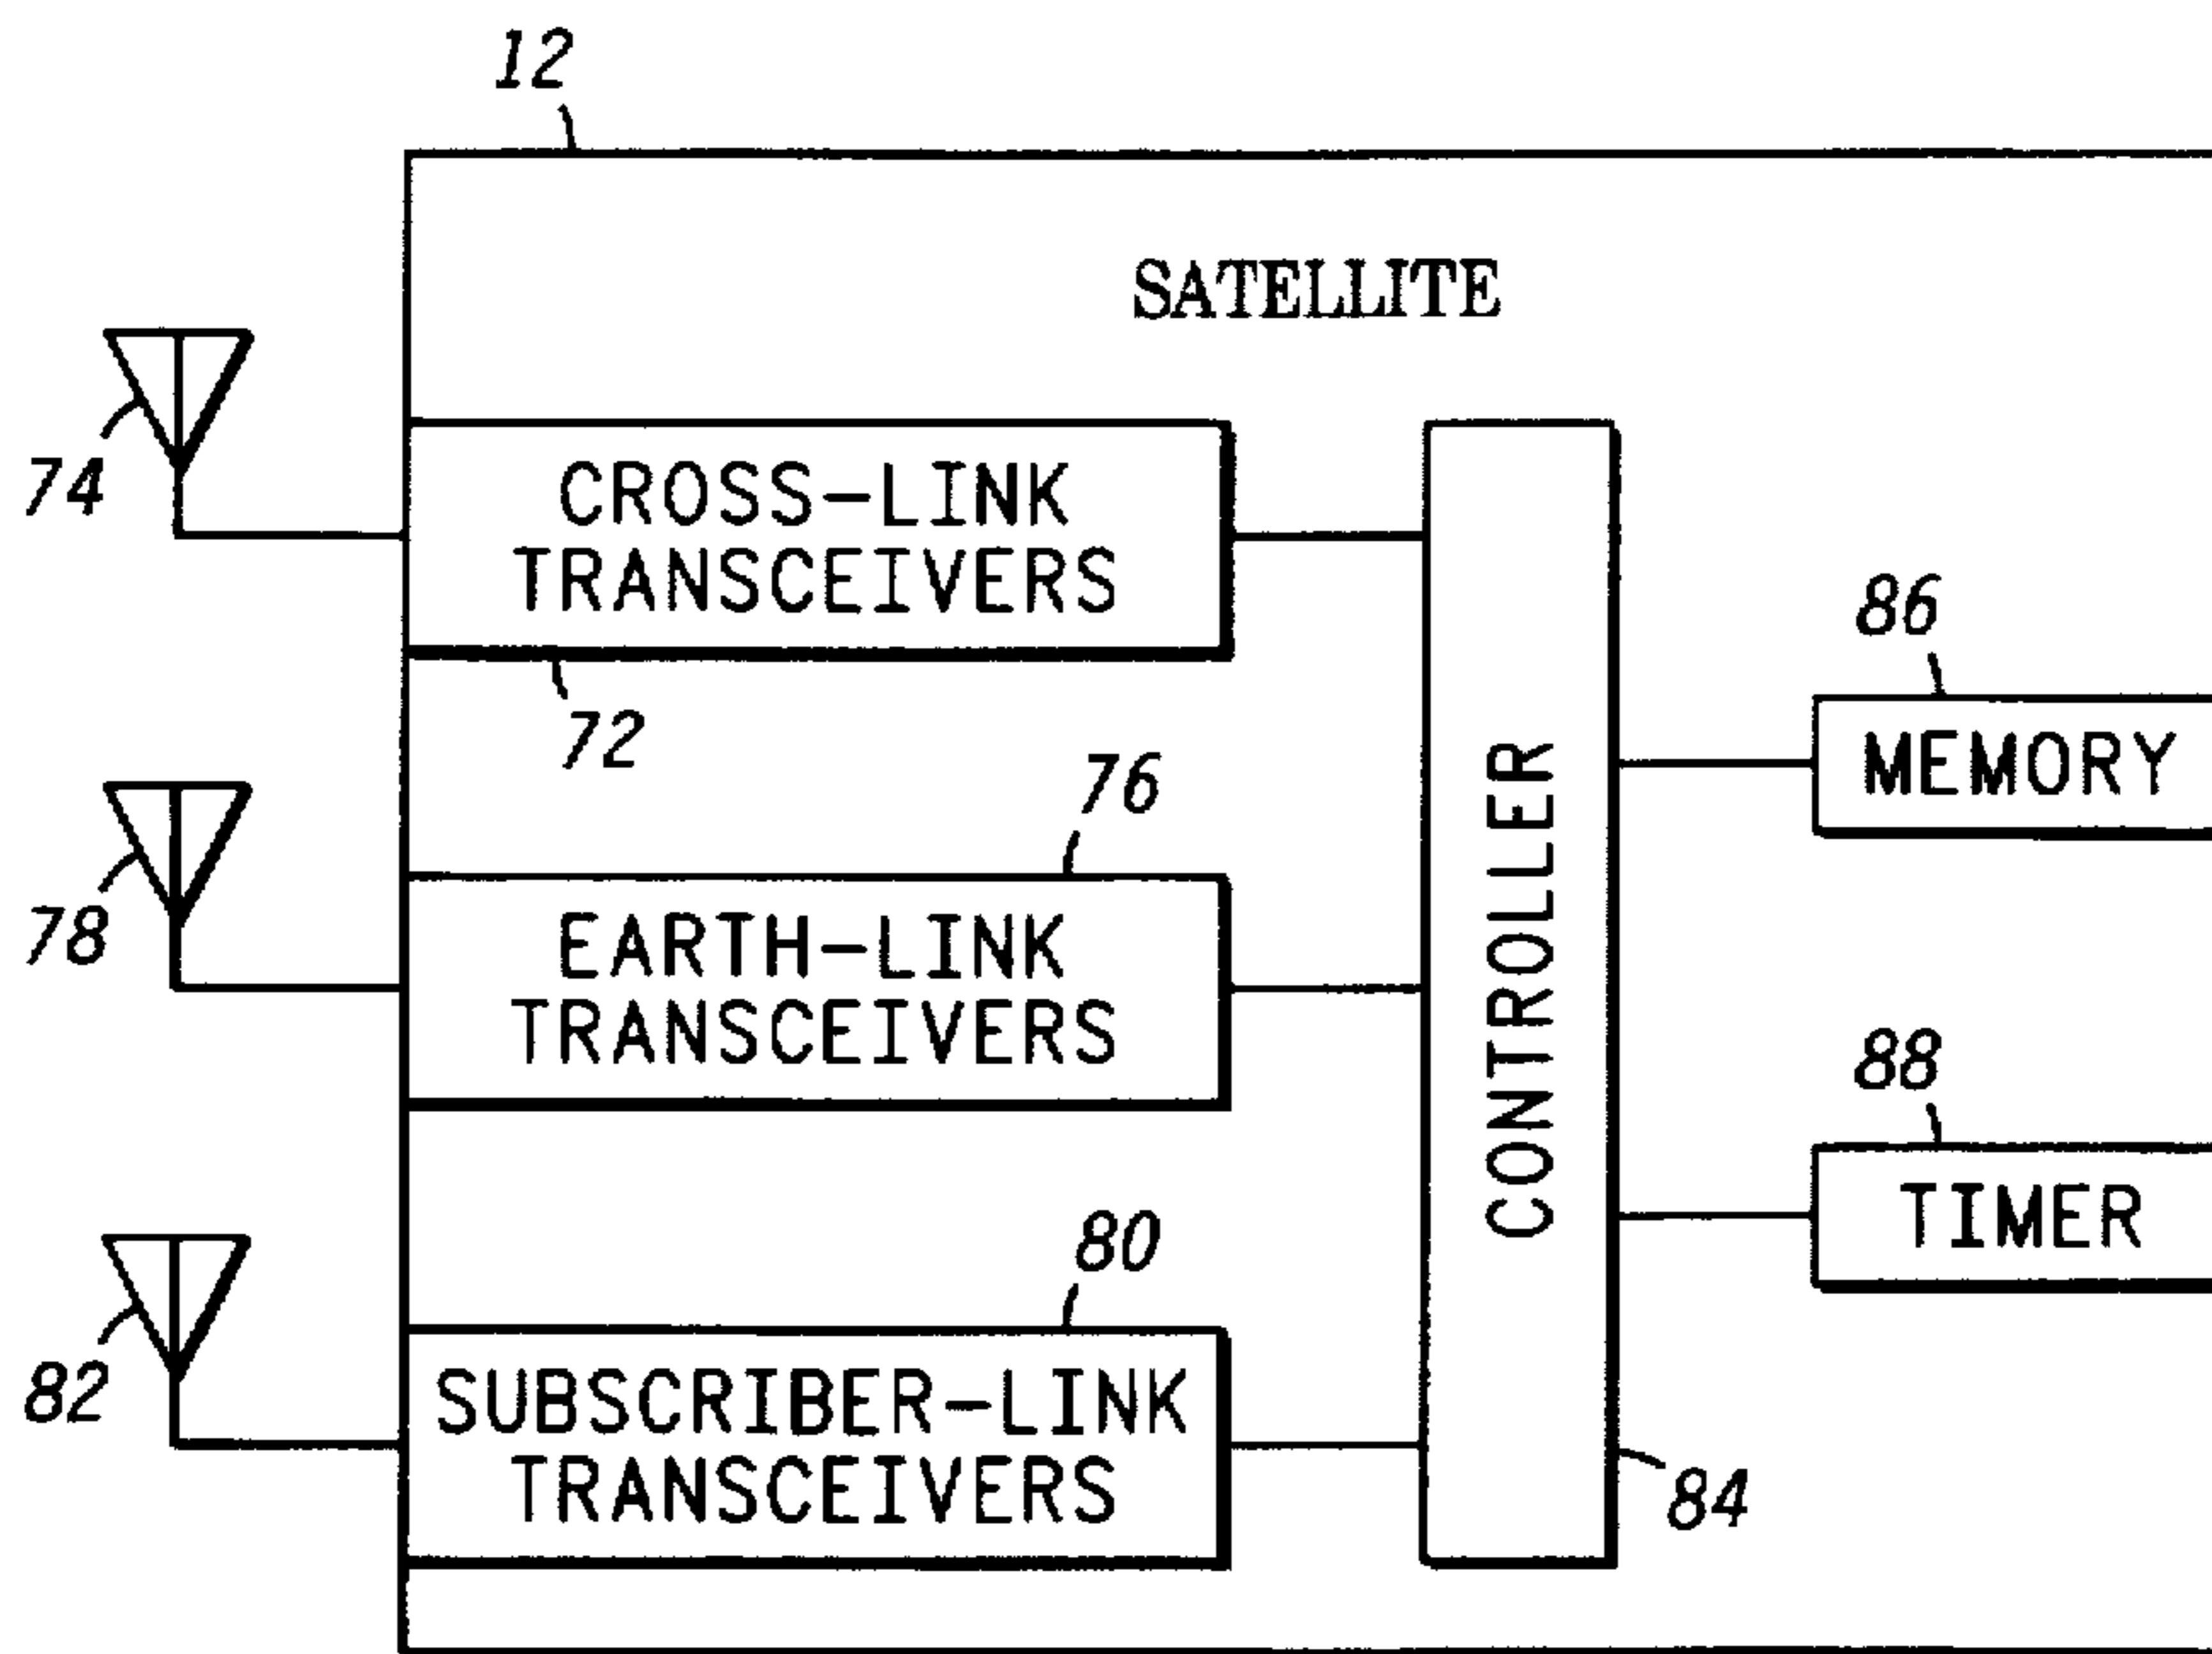 12
SATELLITE
74
CROSS-LINK
TRANSCEIVERS
72
86
MEMORY
76
78
EARTH-LINK
TRANSCEIVERS
CONTROLLER
88
TIMER
80
82
SUBSCRIBER-LINK
TRANSCEIVERS
84